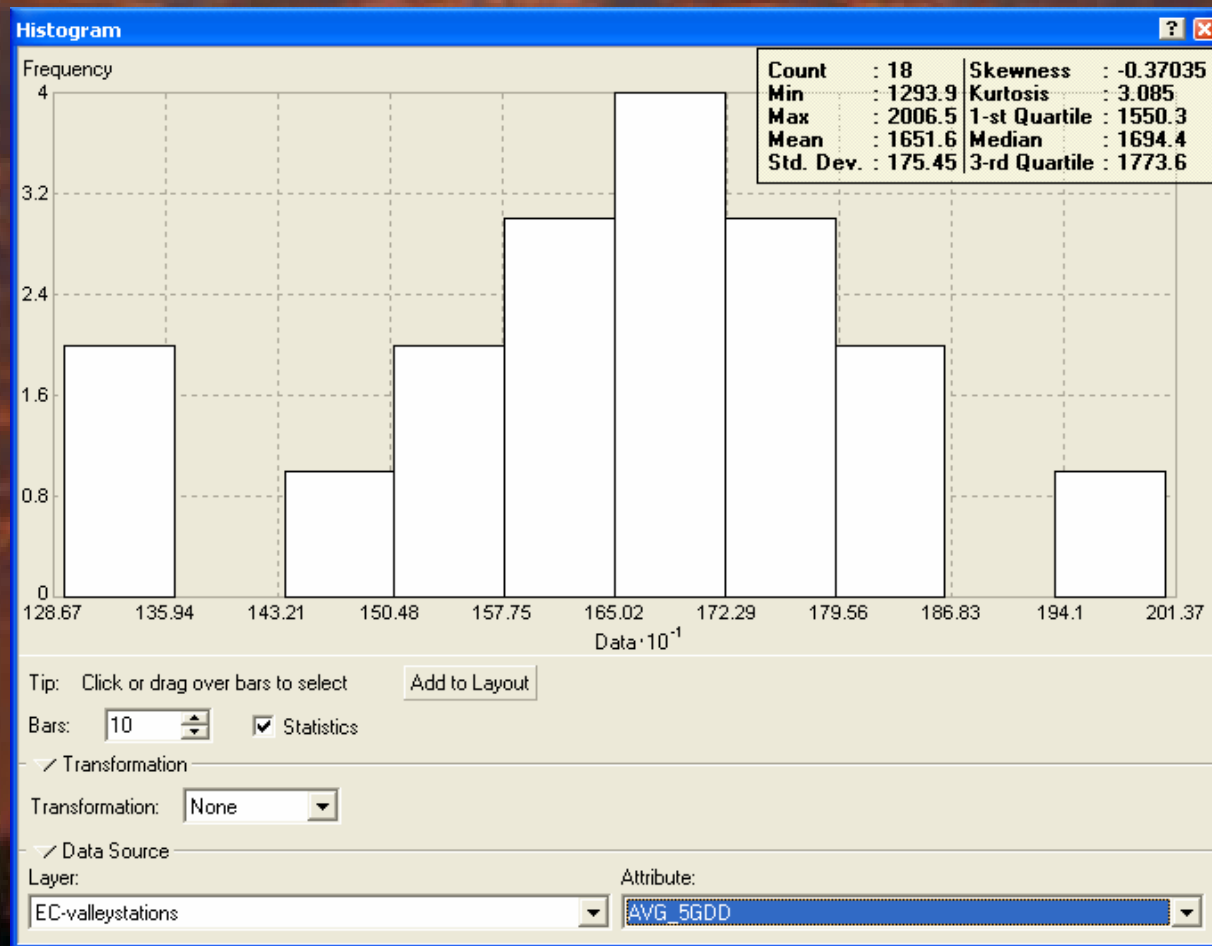 Histogram
Frequency
Count : 18 Skewness : -0.37035
Min : 1293.9 Kurtosis : 3.085
Max : 2006.5 1-st Quartile : 1550.3
Mean : 1651.6 Median : 1694.4
Std. Dev. : 175.45 3-rd Quartile : 1773.6
4
3.2
2.4
1.6
0.8
0
128.67 135.94 143.21 150.48 157.75 165.02 172.29 179.56 186.83 194.1 201.37
Data·10⁻¹
Tip: Click or drag over bars to select Add to Layout
Bars: 10 Statistics
Transformation
Transformation: None
Data Source
Layer: Attribute:
EC-valleystations AVG_5GDD